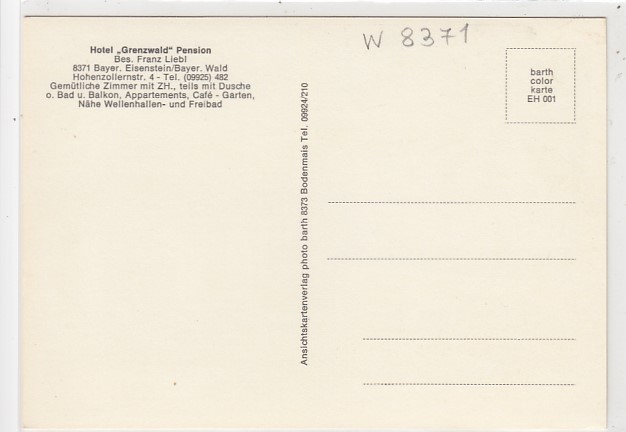 W 8371
Hotel „Grenzwald“ Pension
Bes. Franz Liebl
8371 Bayer. Eisenstein/Bayer. Wald
Hohenzollernstr. 4 - Tel. (09925) 482
Gemütliche Zimmer mit ZH., teils mit Dusche
o. Bad u. Balkon, Appartements, Café - Garten,
Nähe Wellenhallen- und Freibad
Ansichtskartenverlag photo barth 8373 Bodenmais Tel. 09924/210
barth
color
karte
EH 001